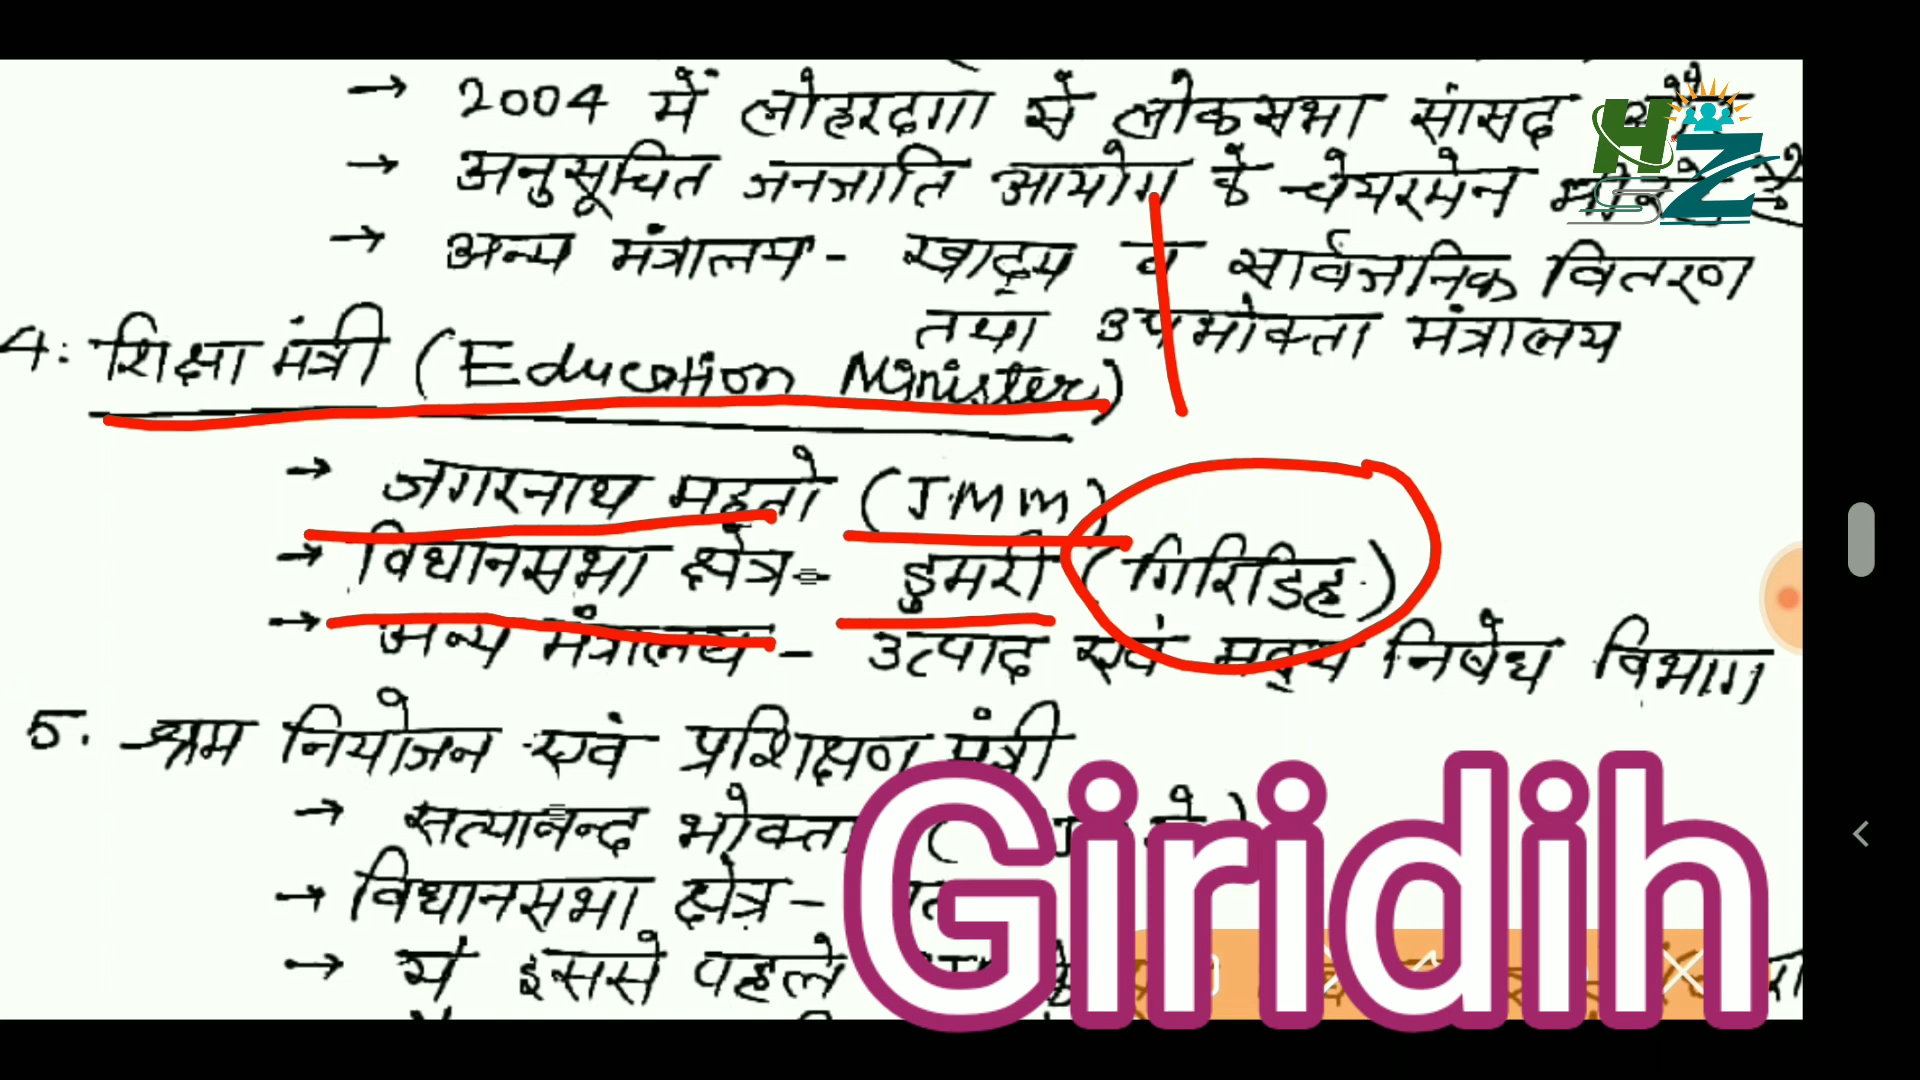 → 2004 में लोहरदगा से लोकसभा सांसद
→ अनुसूचित जनजाति आयोग के चेयरमेन
→ अन्य मंत्रालय - खाद्य व सार्वजनिक वितरण
तथा उपभोक्ता मंत्रालय
4. शिक्षा मंत्री (Education Minister)
→ जगरनाथ महतो (JMM)
→ विधानसभा क्षेत्र - डुमरी (गिरिडिह)
→ अन्य मंत्रालय - उत्पाद एवं मद्य निषेध विभाग
5. श्रम नियोजन एवं प्रशिक्षण मंत्री
→ सत्यानन्द भोक्ता
→ विधानसभा क्षेत्र -
→ ये इससे पहले
Giridih
HZ